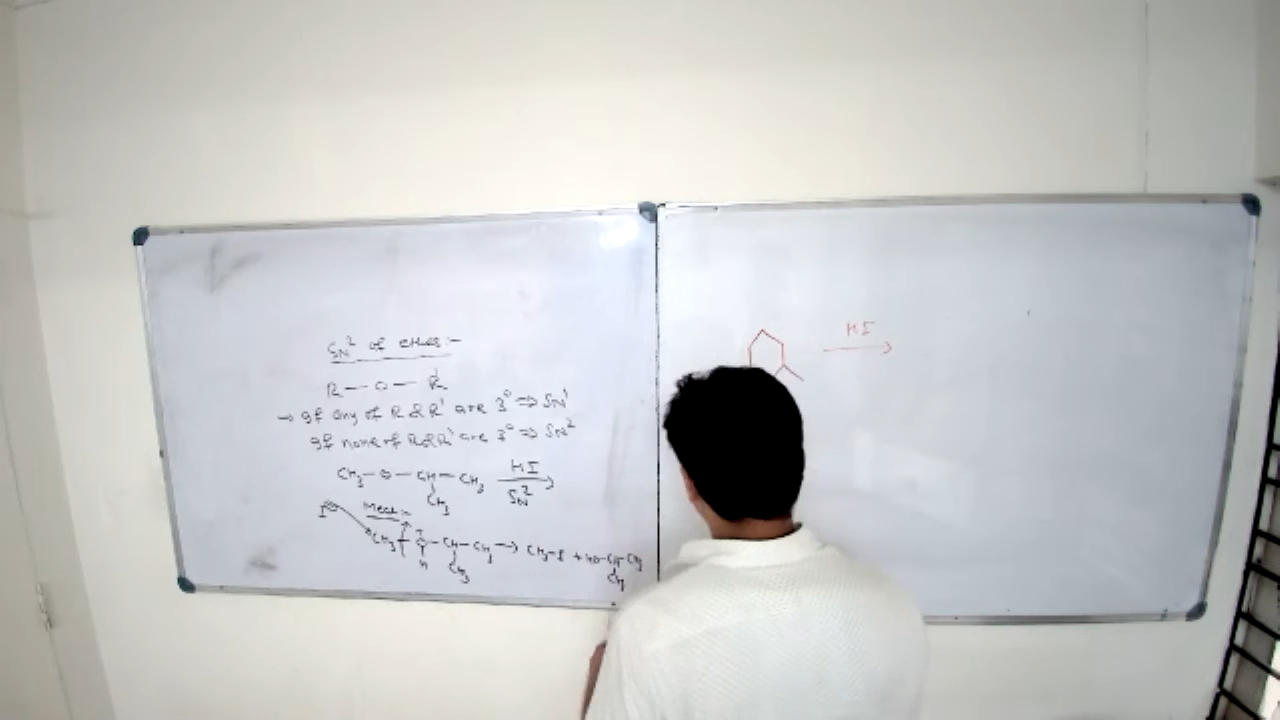 SN² of ethers :-
R — O — R'
→ If any of R & R' are 3° ⇒ SN¹
If none of R & R' are 3° ⇒ SN²
CH₃ — O — CH — CH₃ HI SN²
CH₃
Mech :-
I⁻ CH₃ — O — CH — CH₃ → CH₃-I + HO-CH-CH₃
H CH₃ CH₃
HI